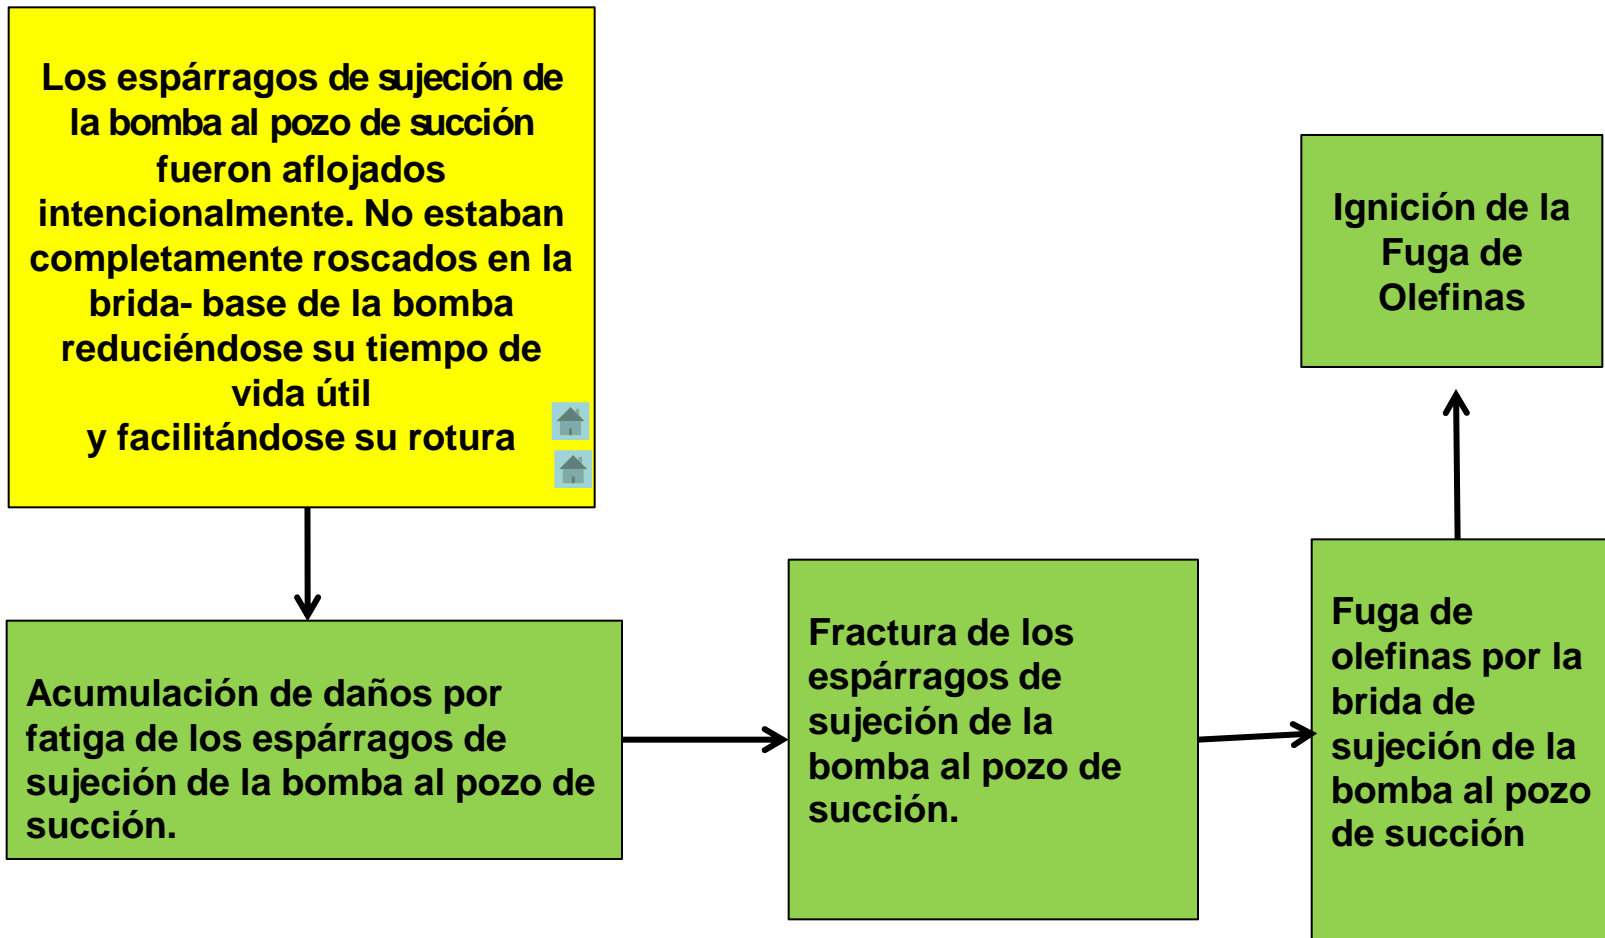 Los espárragos de sujeción de
la bomba al pozo de succión
fueron aflojados
intencionalmente. No estaban
completamente roscados en la
brida- base de la bomba
reduciéndose su tiempo de
vida útil
y facilitándose su rotura
Acumulación de daños por
fatiga de los espárragos de
sujeción de la bomba al pozo de
succión.
Fractura de los
espárragos de
sujeción de la
bomba al pozo de
succión.
Fuga de
olefinas por la
brida de
sujeción de la
bomba al pozo
de succión
Ignición de la
Fuga de
Olefinas